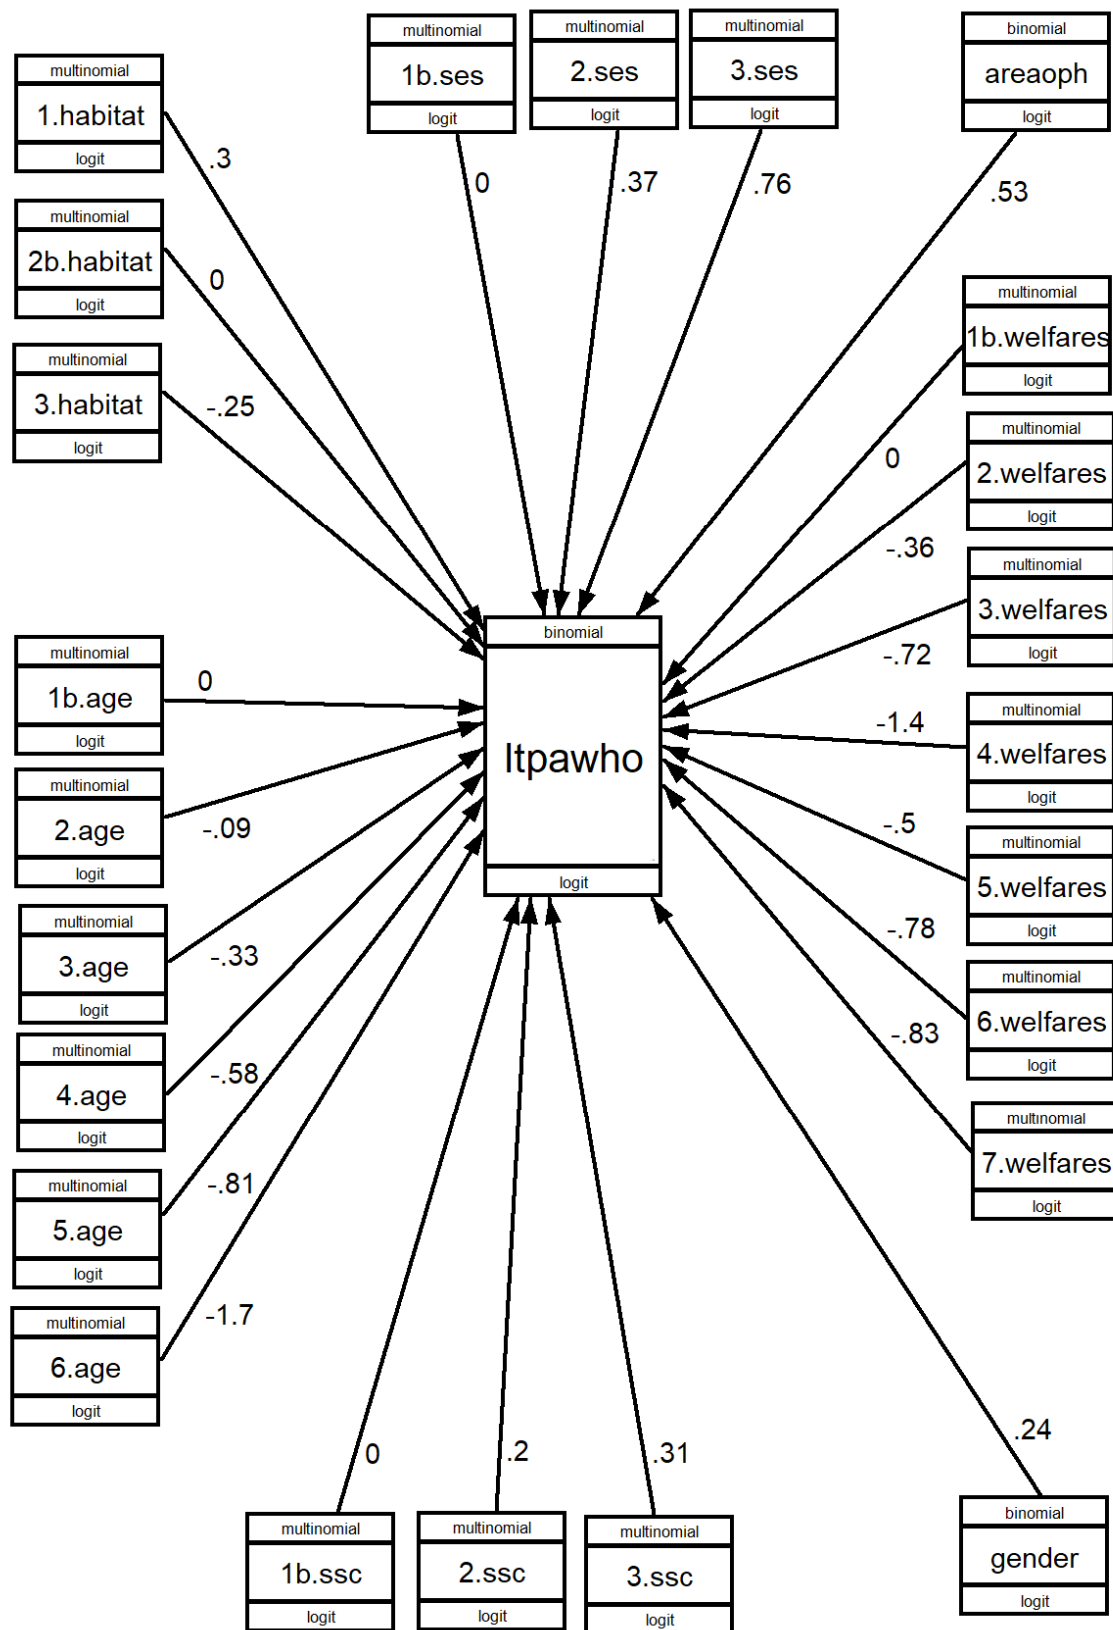 multinomial
1b.ses
logit
multinomial
2.ses
logit
multinomial
3.ses
logit
binomial
areaoph
logit
0
.37
.76
.53
multinomial
1.habitat
logit
.3
multinomial
2b.habitat
logit
0
multinomial
3.habitat
logit
-.25
multinomial
1b.welfares
logit
0
multinomial
2.welfares
logit
-.36
multinomial
3.welfares
logit
-.72
multinomial
4.welfares
logit
-1.4
multinomial
5.welfares
logit
-.5
multinomial
6.welfares
logit
-.78
multinomial
7.welfares
logit
-.83
binomial
ltpawho
logit
multinomial
1b.age
logit
0
multinomial
2.age
logit
-.09
multinomial
3.age
logit
-.33
multinomial
4.age
logit
-.58
multinomial
5.age
logit
-.81
multinomial
6.age
logit
-1.7
0
.2
.31
.24
multinomial
1b.ssc
logit
multinomial
2.ssc
logit
multinomial
3.ssc
logit
binomial
gender
logit